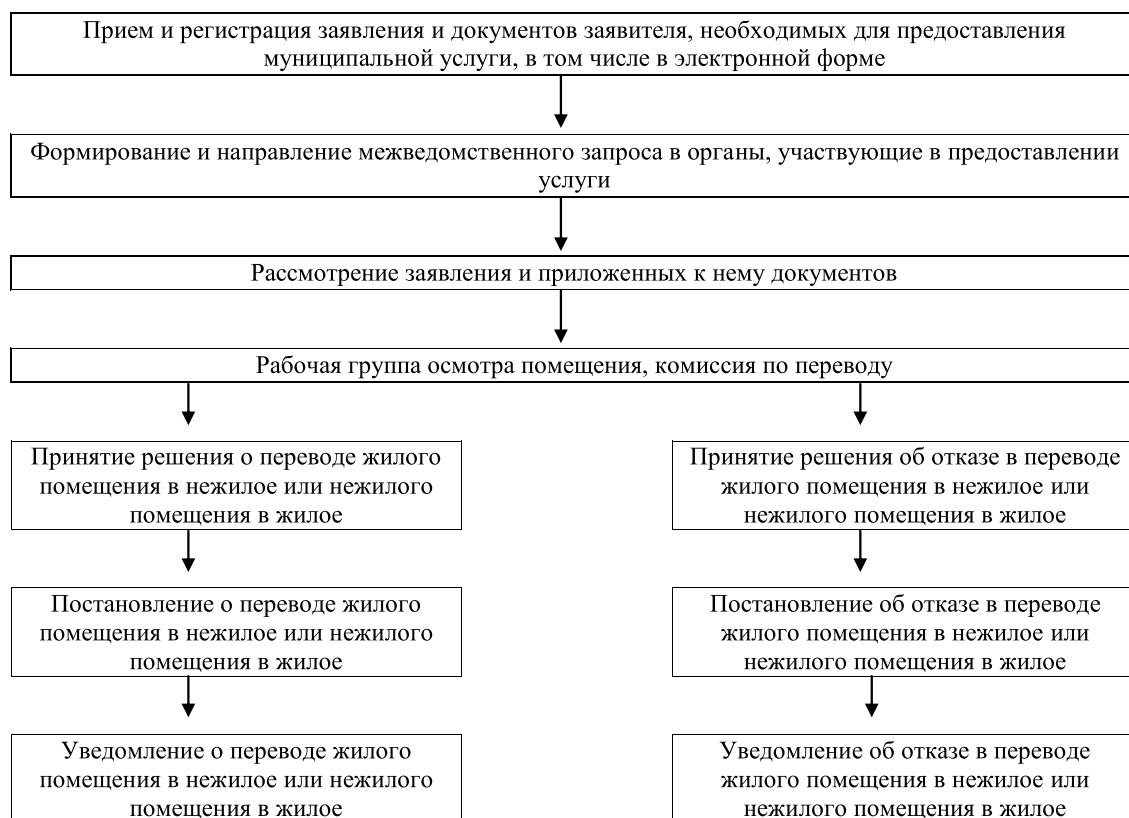 Прием и регистрация заявления и документов заявителя, необходимых для предоставления
муниципальной услуги, в том числе в электронной форме
Формирование и направление межведомственного запроса в органы, участвующие в предоставлении
услуги
Рассмотрение заявления и приложенных к нему документов
Рабочая группа осмотра помещения, комиссия по переводу
Принятие решения о переводе жилого
помещения в нежилое или нежилого
помещения в жилое
Принятие решения об отказе в переводе
жилого помещения в нежилое или
нежилого помещения в жилое
Постановление о переводе жилого
помещения в нежилое или нежилого
помещения в жилое
Постановление об отказе в переводе
жилого помещения в нежилое или
нежилого помещения в жилое
Уведомление о переводе жилого
помещения в нежилое или нежилого
помещения в жилое
Уведомление об отказе в переводе
жилого помещения в нежилое или
нежилого помещения в жилое